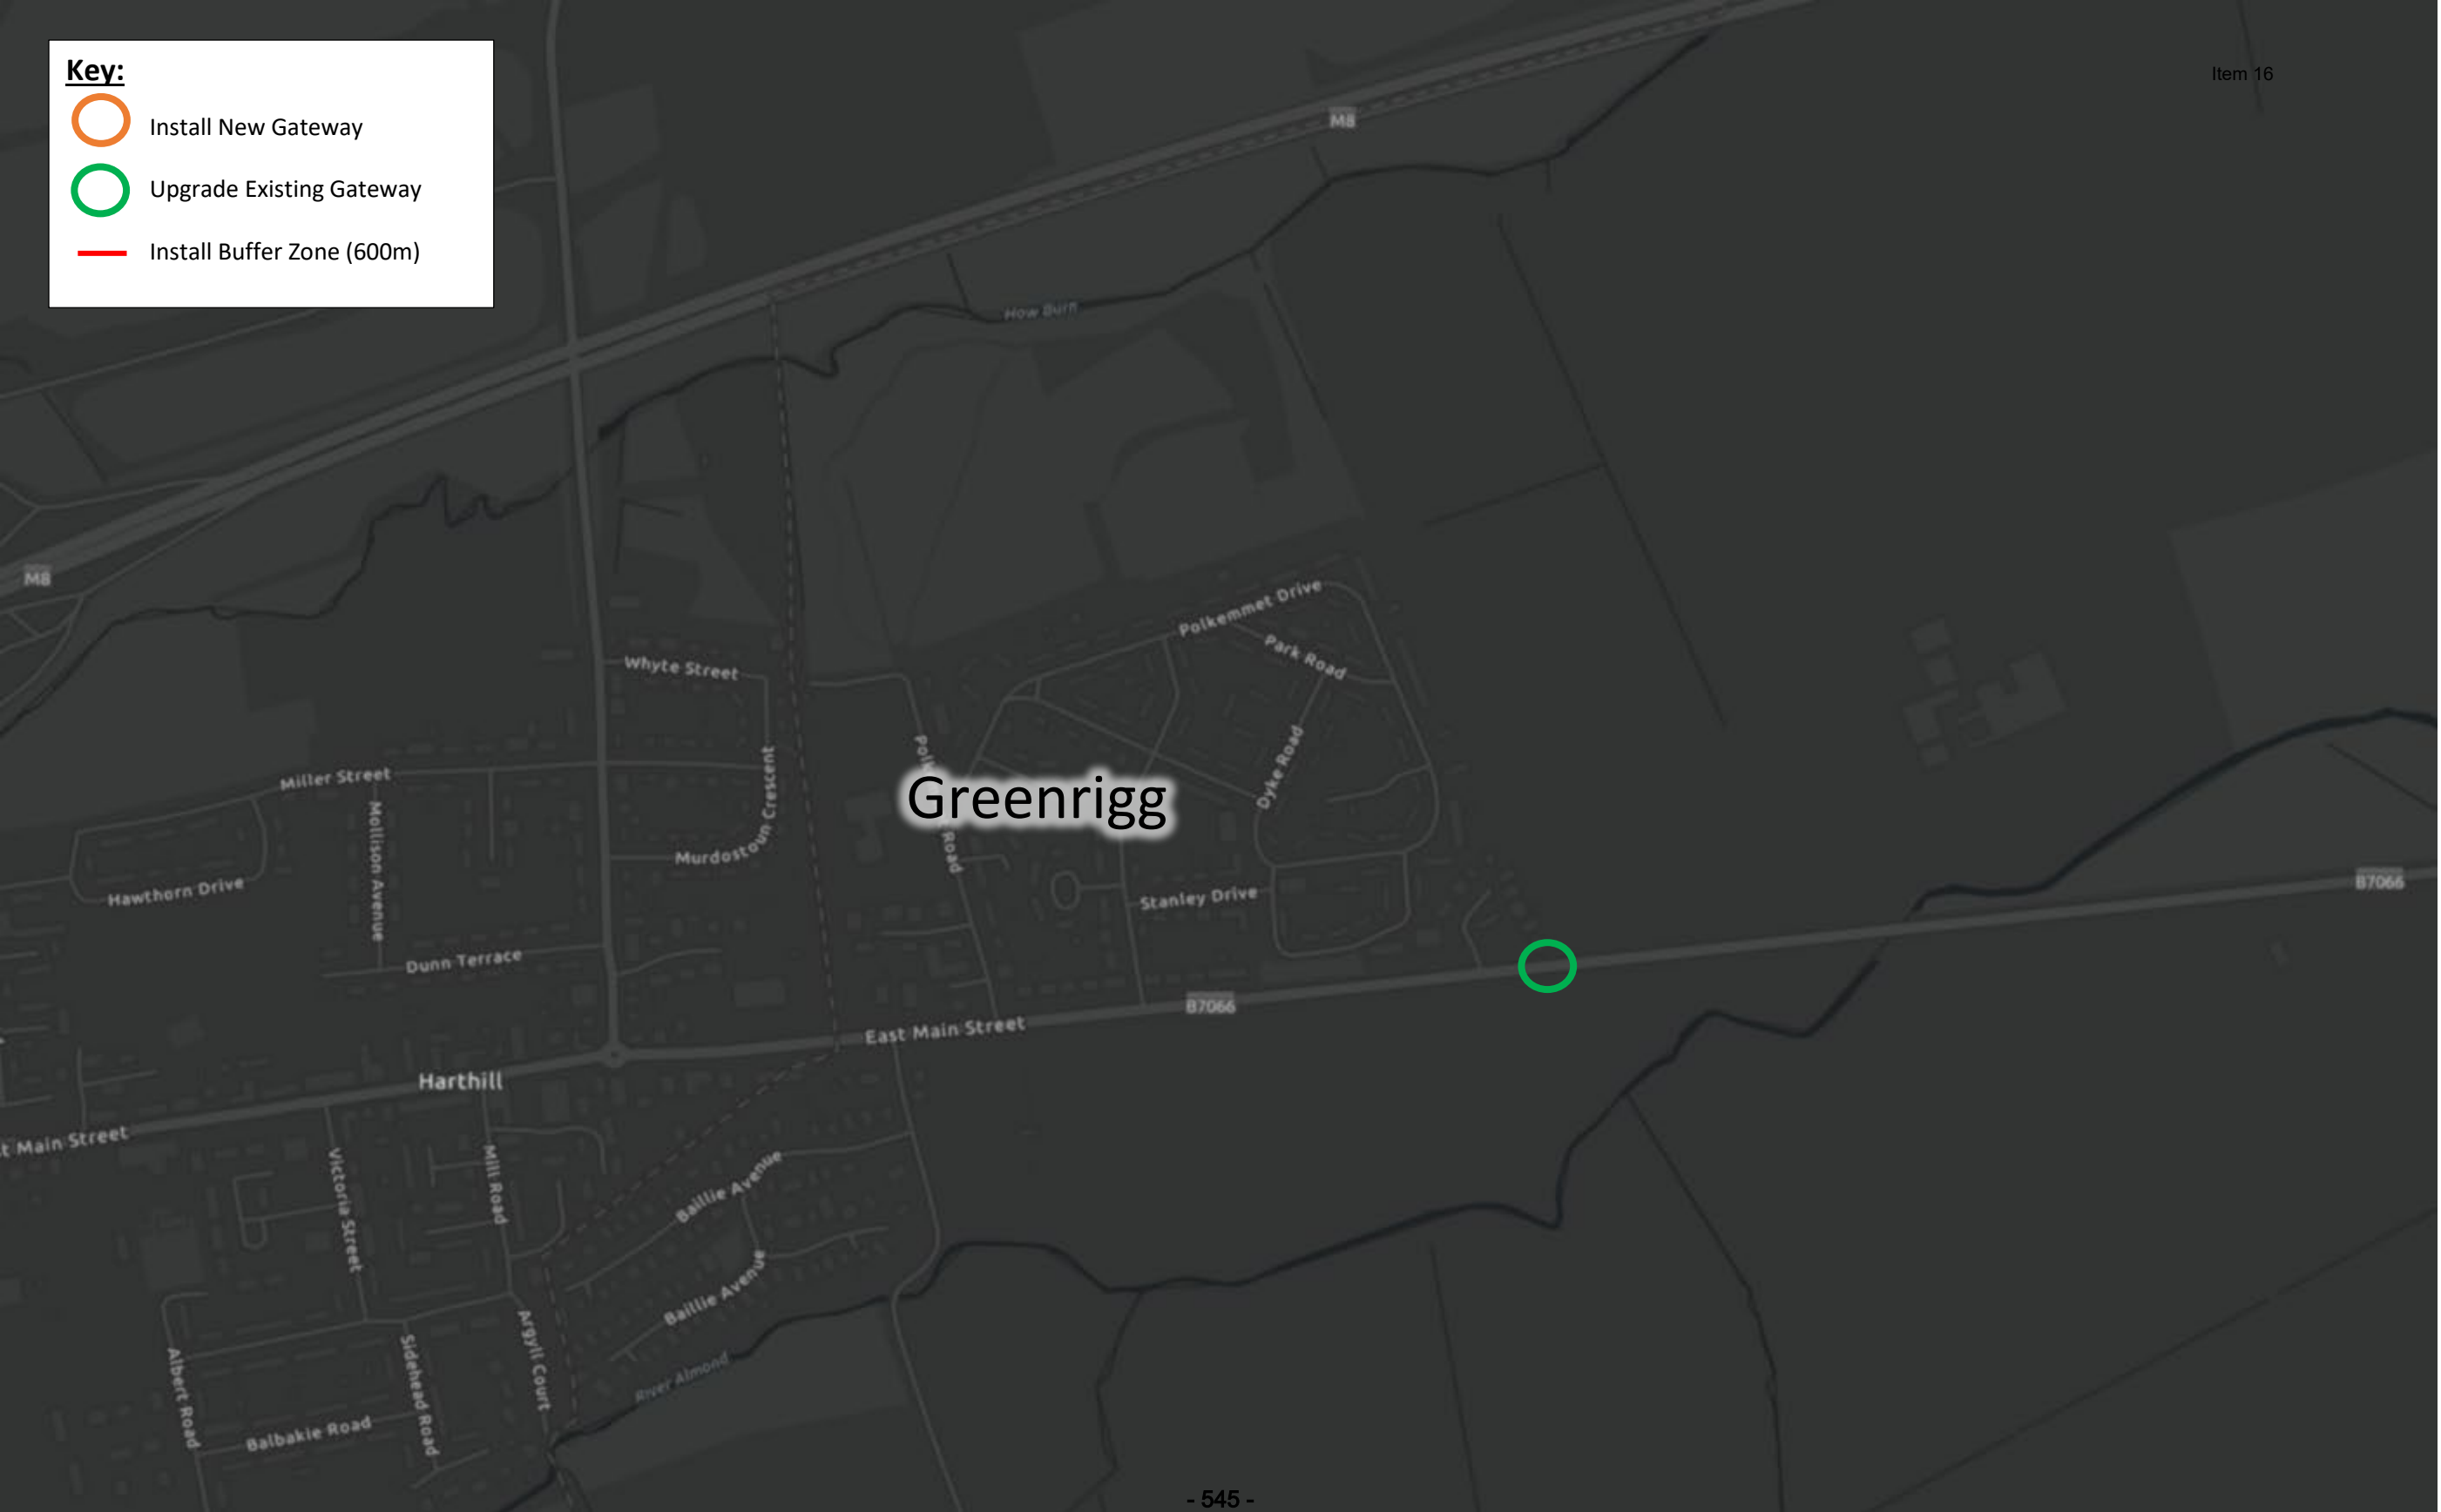 Key:
Install New Gateway
Upgrade Existing Gateway
Install Buffer Zone (600m)
Item 16
M8
How Burn
M8
Polkemmet Drive
Park Road
Whyte Street
Dyke Road
Miller Street
Mollison Avenue
Murdostoun Crescent
Greenrigg
Road
Hawthorn Drive
Stanley Drive
B7066
Dunn Terrace
B7066
East Main Street
Harthill
t Main Street
Victoria Street
Mill Road
Baillie Avenue
Baillie Avenue
Argyll Court
River Almond
Albert Road
Sidehead Road
Balbakie Road
- 545 -